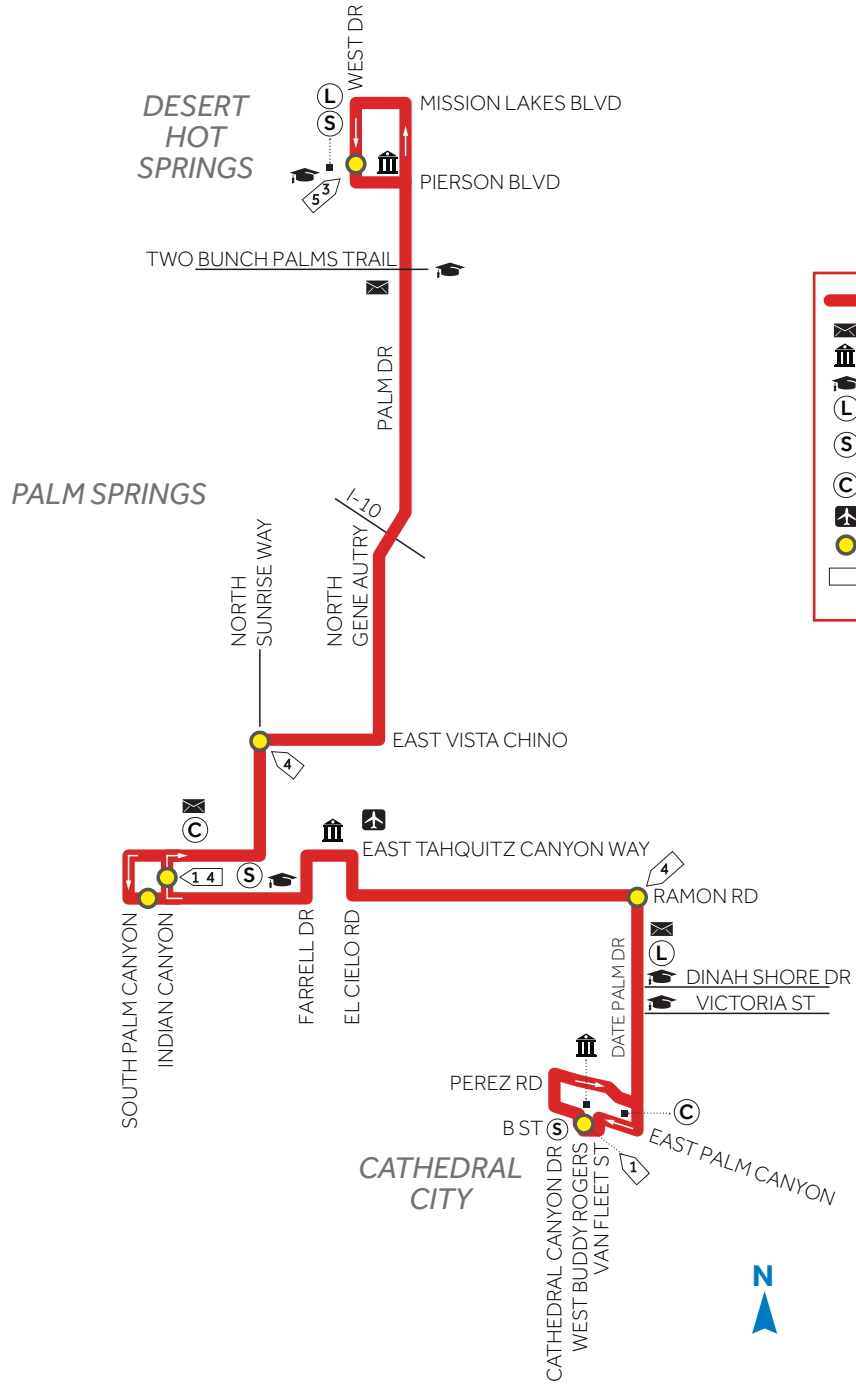 WEST DR
DESERT
HOT
SPRINGS
L
S
MISSION LAKES BLVD
PIERSON BLVD
5 3
TWO BUNCH PALMS TRAIL
PALM DR
PALM SPRINGS
I-10
NORTH
SUNRISE WAY
NORTH
GENE AUTRY
L
S
C
EAST VISTA CHINO
4
C
EAST TAHQUITZ CANYON WAY
1 4
S
4
RAMON RD
SOUTH PALM CANYON
INDIAN CANYON
FARRELL DR
EL CIELO RD
L
DATE PALM DR
DINAH SHORE DR
VICTORIA ST
PEREZ RD
C
B ST
S
EAST PALM CANYON
1
CATHEDRAL
CITY
CATHEDRAL CANYON DR
WEST BUDDY ROGERS
VAN FLEET ST
N